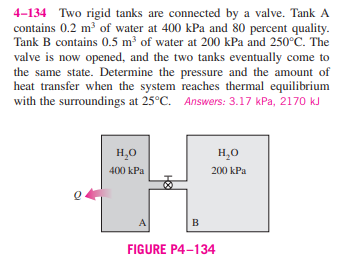 4–134 Two rigid tanks are connected by a valve. Tank A
contains 0.2 m³ of water at 400 kPa and 80 percent quality.
Tank B contains 0.5 m³ of water at 200 kPa and 250°C. The
valve is now opened, and the two tanks eventually come to
the same state. Determine the pressure and the amount of
heat transfer when the system reaches thermal equilibrium
with the surroundings at 25°C. Answers: 3.17 kPa, 2170 kJ
H₂O
400 kPa
H₂O
200 kPa
Q̇
A
B
FIGURE P4–134